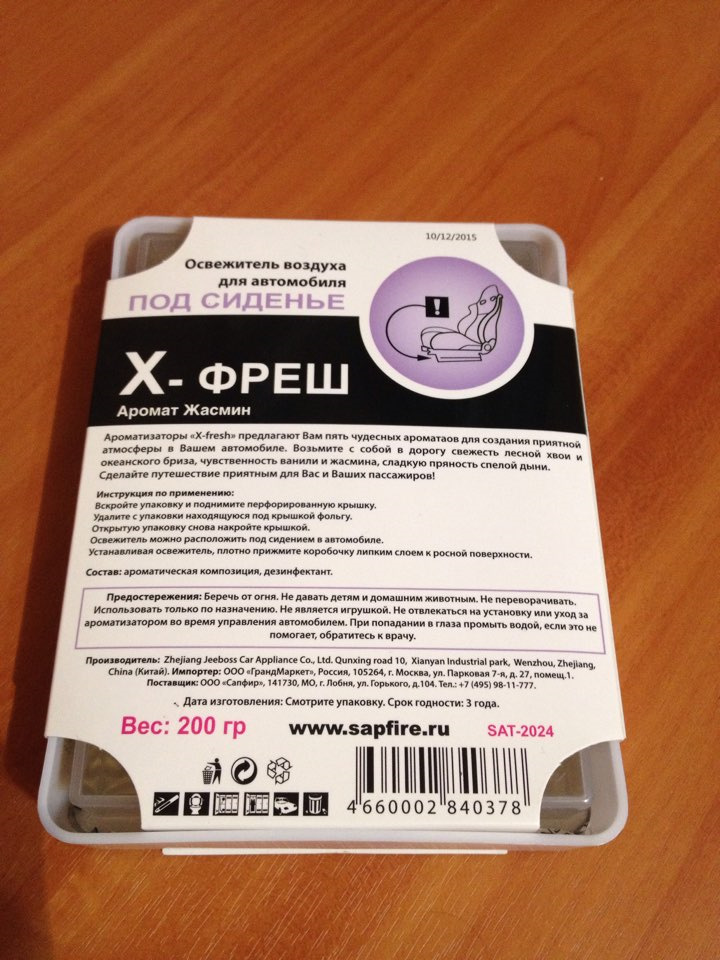 10/12/2015
Освежитель воздуха
для автомобиля
ПОД СИДЕНЬЕ
!
Х- ФРЕШ
Аромат Жасмин
Ароматизаторы «X-fresh» предлагают Вам пять чудесных аромataов для создания приятной
атмосферы в Вашем автомобиле. Возьмите с собой в дорогу свежесть лесной хвои и
океанского бриза, чувственность ванили и жасмина, сладкую пряность спелой дыни.
Сделайте путешествие приятным для Вас и Ваших пассажиров!
Инструкция по применению:
Вскройте упаковку и поднимите перфорированную крышку.
Удалите с упаковки находящуюся под крышкой фольгу.
Открытую упаковку снова накройте крышкой.
Освежитель можно расположить под сидением в автомобиле.
Устанавливая освежитель, плотно прижмите коробочку липким слоем к росной поверхности.
Состав: ароматическая композиция, дезинфектант.
Предостережения: Беречь от огня. Не давать детям и домашним животным. Не переворачивать.
Использовать только по назначению. Не является игрушкой. Не отвлекаться на установку или уход за
ароматизатором во время управления автомобилем. При попадании в глаза промыть водой, если это не
помогает, обратитесь к врачу.
Производитель: Zhejiang Jeeboss Car Appliance Co., Ltd. Qunxing road 10, Xianyan Industrial park, Wenzhou, Zhejiang,
China (Китай). Импортер: ООО «ГрандМаркет», Россия, 105264, г. Москва, ул. Парковая 7-я, д. 27, помещ.1.
Поставщик: ООО «Сапфир», 141730, МО, г. Лобня, ул. Горького, д.104. Тел.: +7 (495) 98-11-777.
Дата изготовления: Смотрите упаковку. Срок годности: 3 года.
Вес: 200 гр www.sapfire.ru SAT-2024
4 660002 840378